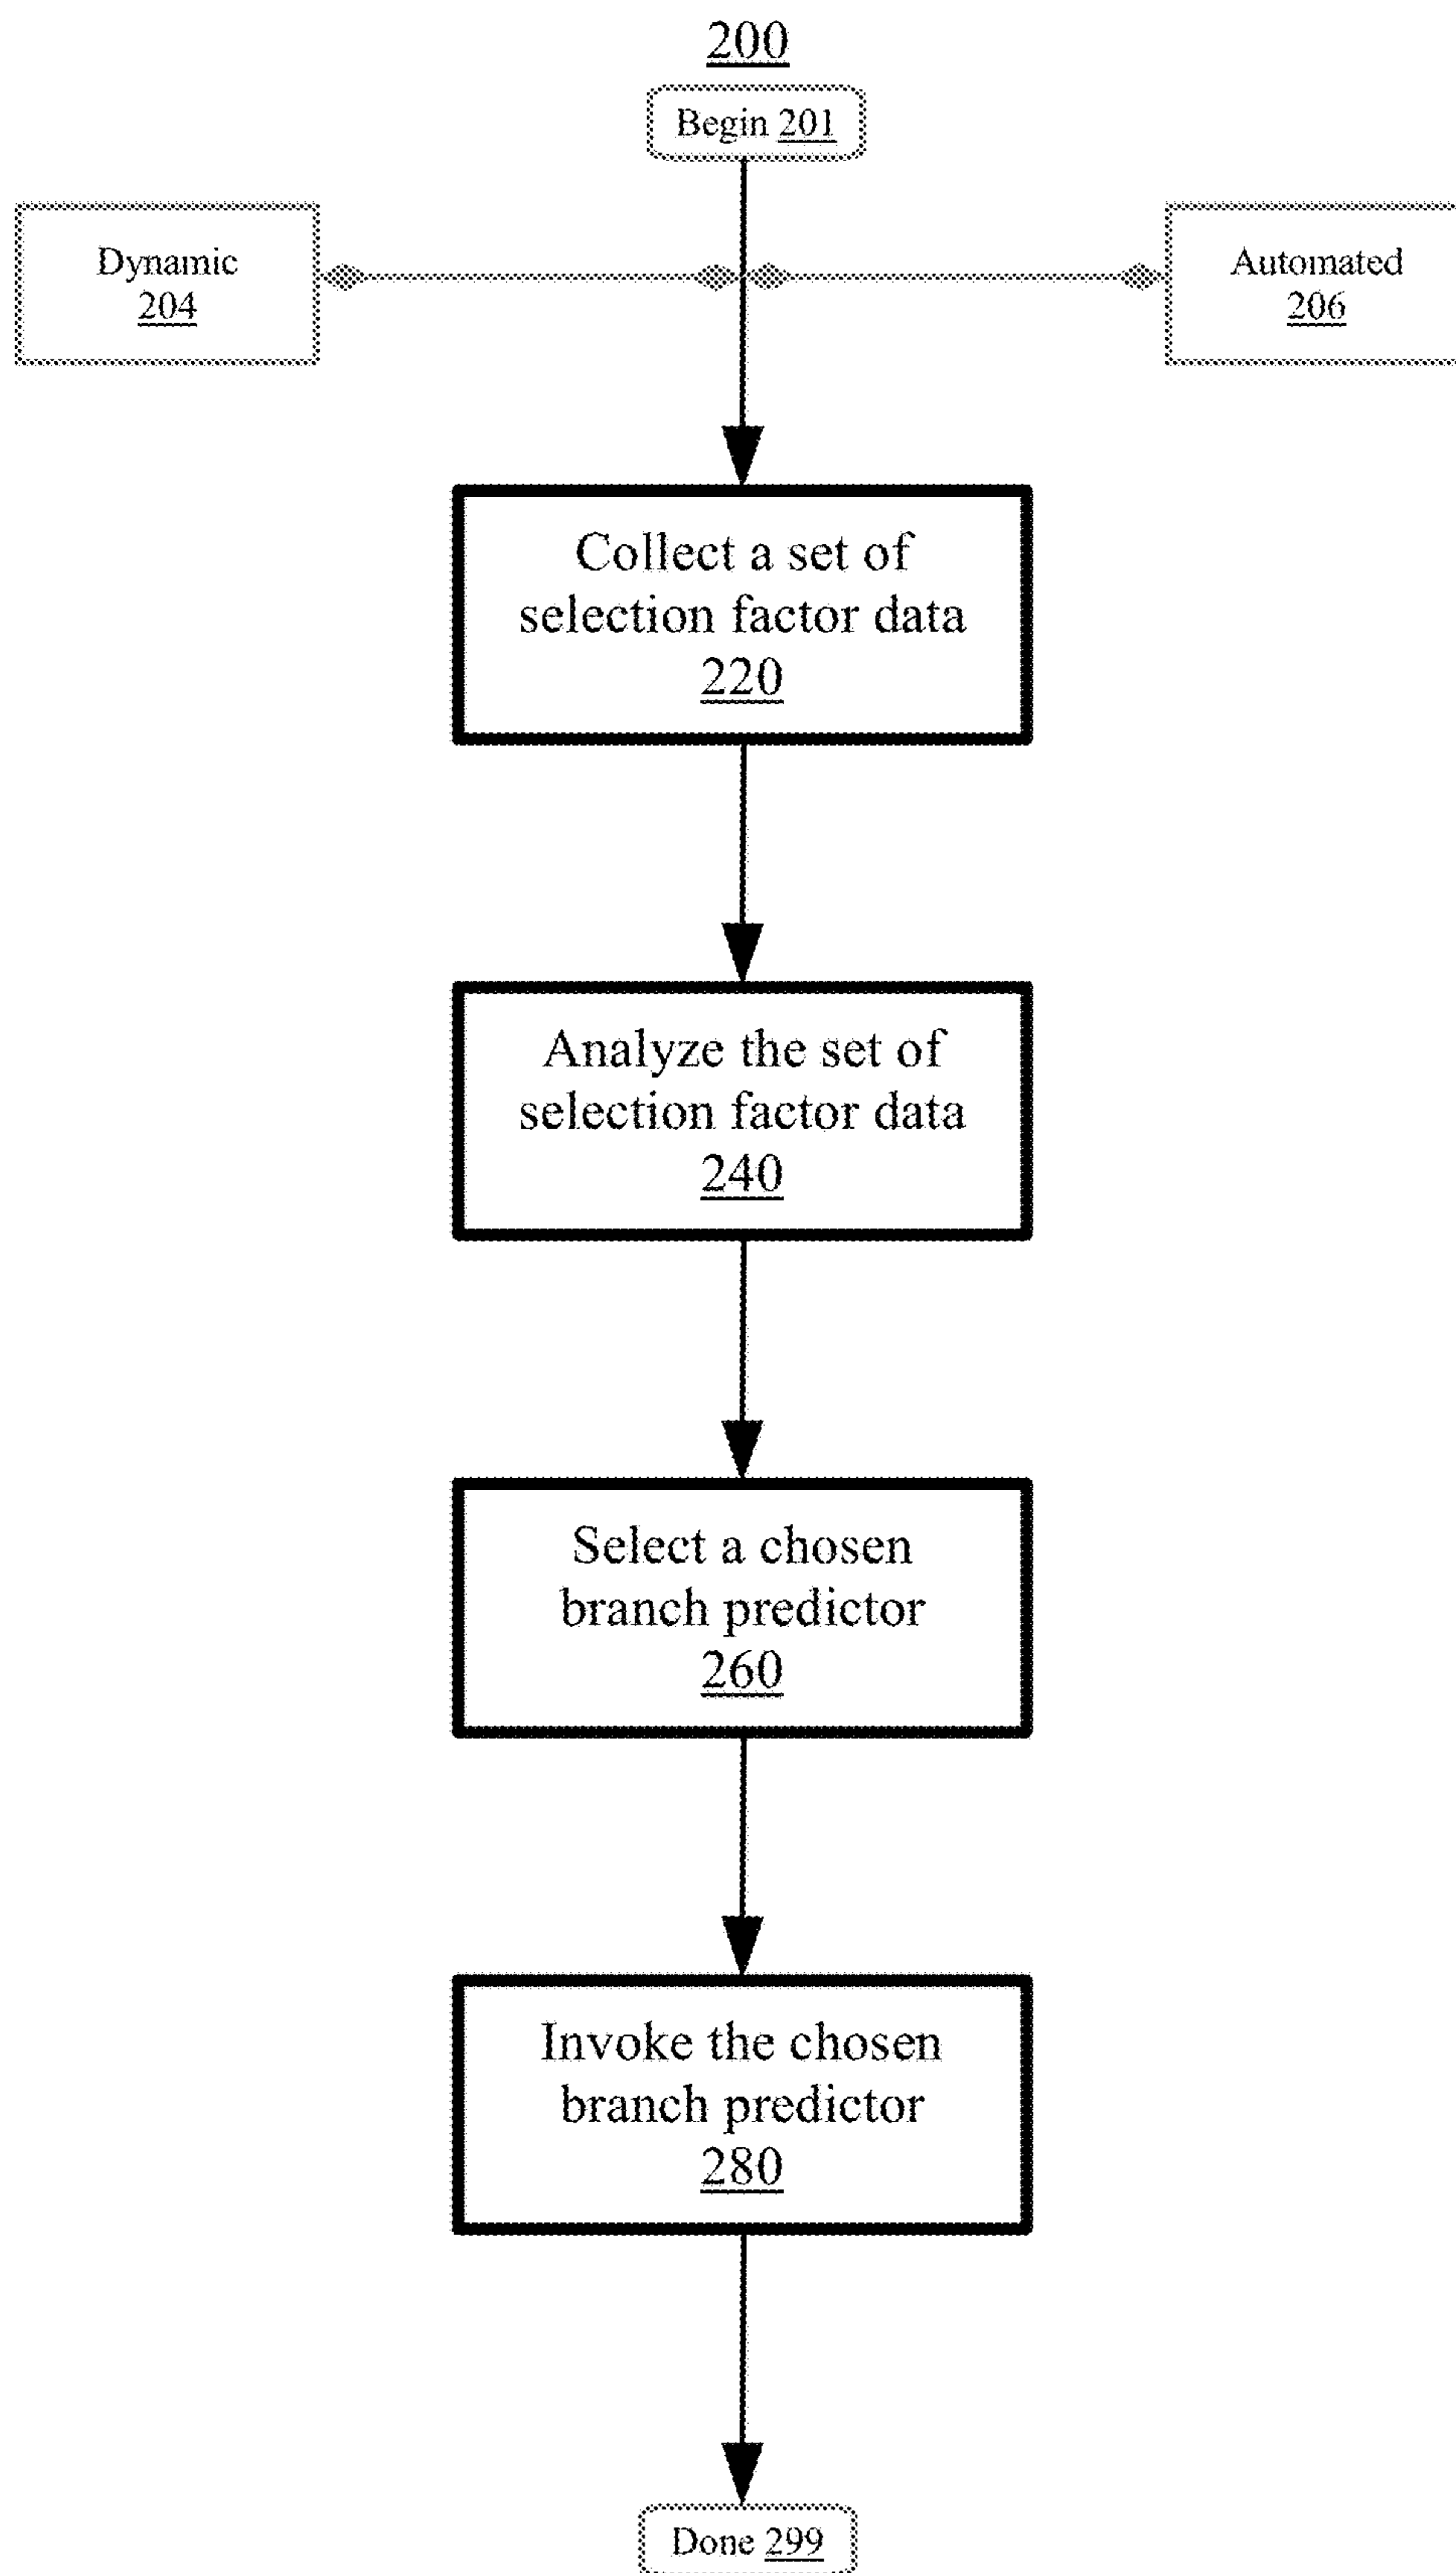 200
Begin 201
Dynamic
204
Automated
206
Collect a set of
selection factor data
220
Analyze the set of
selection factor data
240
Select a chosen
branch predictor
260
Invoke the chosen
branch predictor
280
Done 299